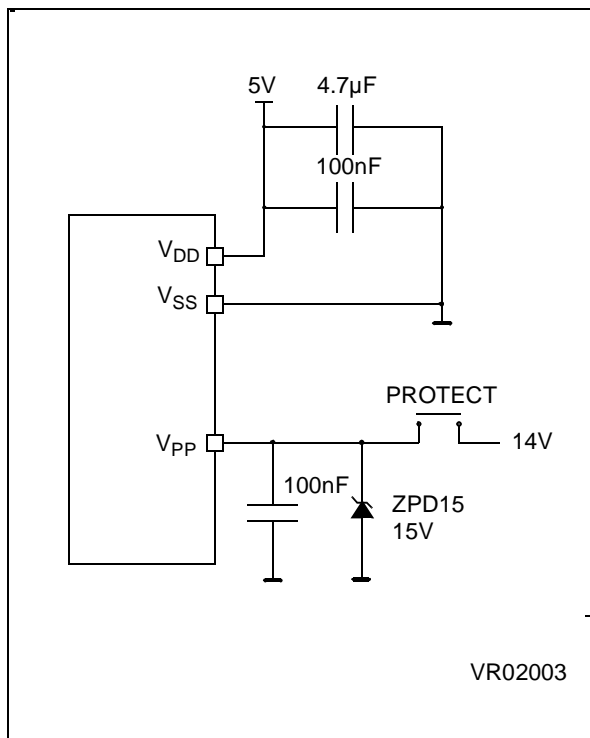 5V
4.7µF
100nF
VDD
VSS
PROTECT
VPP
14V
100nF
ZPD15
15V
VR02003